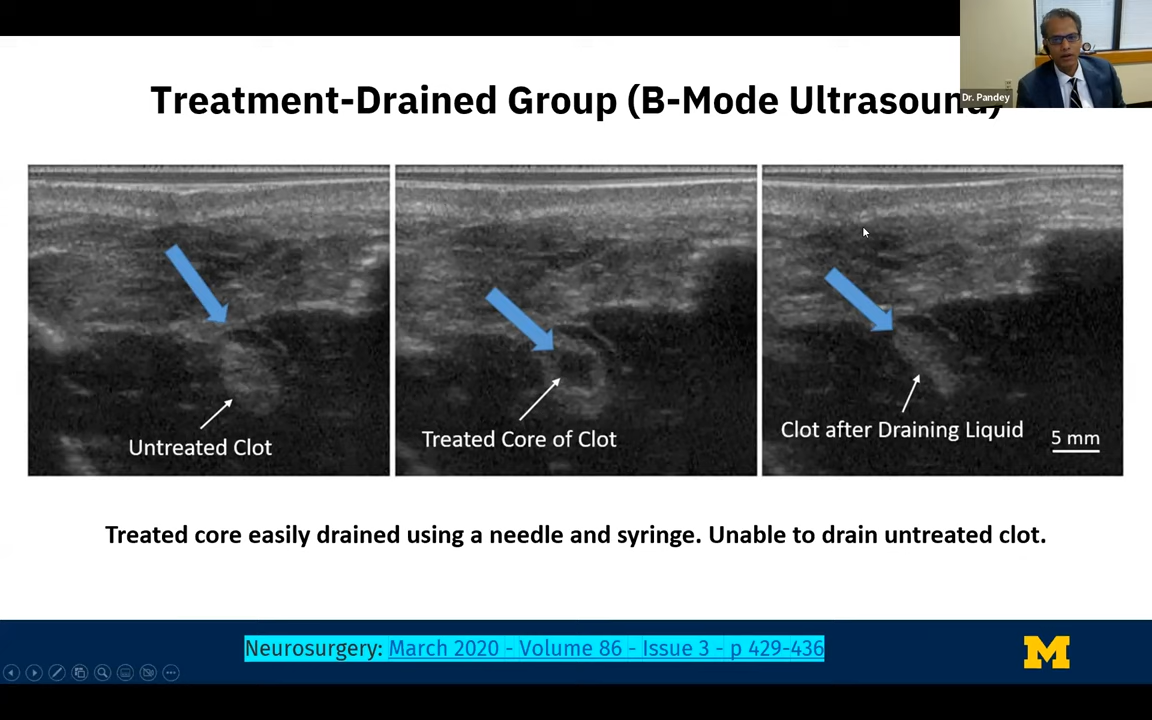 Treatment-Drained Group (B-Mode Ultrasound)
Dr. Pandey
Untreated Clot
Treated Core of Clot
Clot after Draining Liquid
5 mm
Treated core easily drained using a needle and syringe. Unable to drain untreated clot.
Neurosurgery: March 2020 - Volume 86 - Issue 3 - p 429-436
M